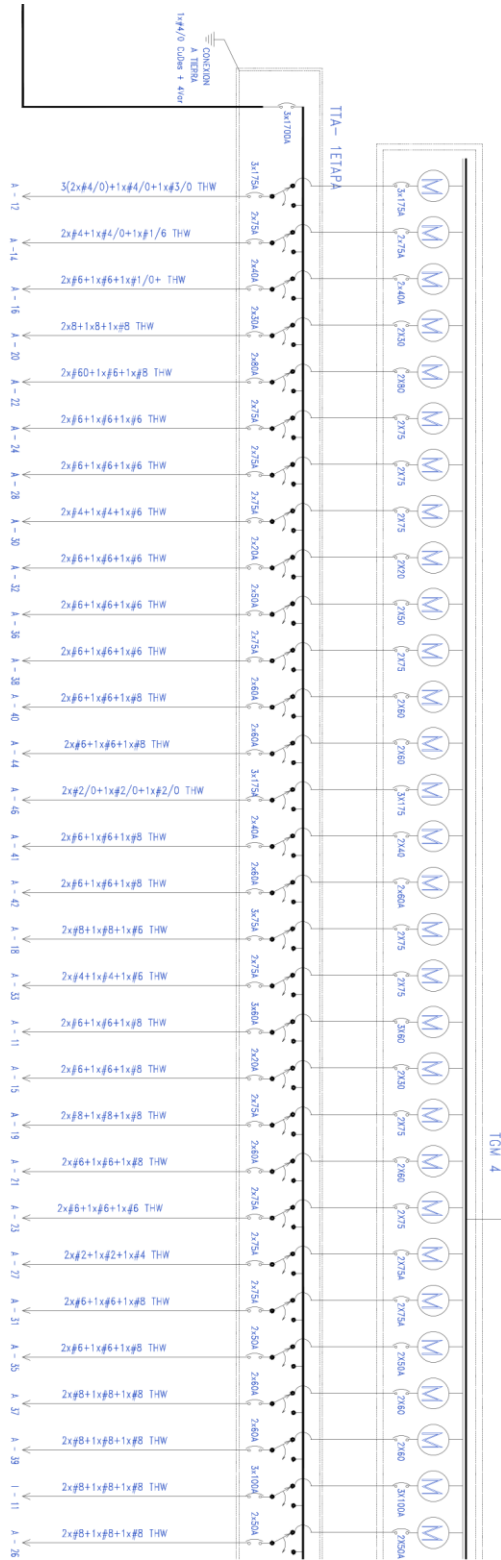 TGM 4
TTA- 1ETAPA
CONEXION
A TIERRA
1x#4/0 CuDes + 4Var
3x1700A
A - 12 3(2x#4/0)+1x#4/0+1x#3/0 THW 3x175A 3x175A M
A -14 2x#4+1x#4/0+1x#1/6 THW 2x75A 2x75A M
A - 16 2x#6+1x#6+1x#1/0+ THW 2x40A 2x40A M
A - 20 2x8+1x8+1x#8 THW 2x30A 2X30 M
A - 22 2x#60+1x#6+1x#8 THW 2x80A 2X80 M
A - 24 2x#6+1x#6+1x#6 THW 2x75A 2X75 M
A - 28 2x#6+1x#6+1x#6 THW 2x75A 2X75 M
A - 30 2x#4+1x#4+1x#6 THW 2x75A 2X75 M
A - 32 2x#6+1x#6+1x#6 THW 2x20A 2X20 M
A - 36 2x#6+1x#6+1x#6 THW 2x50A 2X50 M
A - 38 2x#6+1x#6+1x#6 THW 2x75A 2X75 M
A - 40 2x#6+1x#6+1x#8 THW 2x60A 2X60 M
A - 44 2x#6+1x#6+1x#8 THW 2x60A 2X60 M
A - 46 2x#2/0+1x#2/0+1x#2/0 THW 3x175A 3X175 M
A - 41 2x#6+1x#6+1x#8 THW 2x40A 2X40 M
A - 42 2x#6+1x#6+1x#8 THW 2x60A 2x60A M
A - 18 2x#8+1x#8+1x#6 THW 3x75A 2X75 M
A - 33 2x#4+1x#4+1x#6 THW 2x75A 2X75 M
A - 11 2x#6+1x#6+1x#8 THW 3x60A 3X60 M
A - 15 2x#6+1x#6+1x#8 THW 2x20A 2X30 M
A - 19 2x#8+1x#8+1x#8 THW 2x75A 2X75 M
A - 21 2x#6+1x#6+1x#8 THW 2x60A 2X60 M
A - 23 2x#6+1x#6+1x#6 THW 2x75A 2X75 M
A - 27 2x#2+1x#2+1x#4 THW 2x75A 2X75A M
A - 31 2x#6+1x#6+1x#8 THW 2x75A 2X75A M
A - 35 2x#6+1x#6+1x#8 THW 2x50A 2X50A M
A - 37 2x#8+1x#8+1x#8 THW 2x60A 2X60 M
A - 39 2x#8+1x#8+1x#8 THW 2x60A 2X60 M
1 - 11 2x#8+1x#8+1x#8 THW 3x100A 3X100A M
A - 26 2x#8+1x#8+1x#8 THW 2x50A 2X50A M